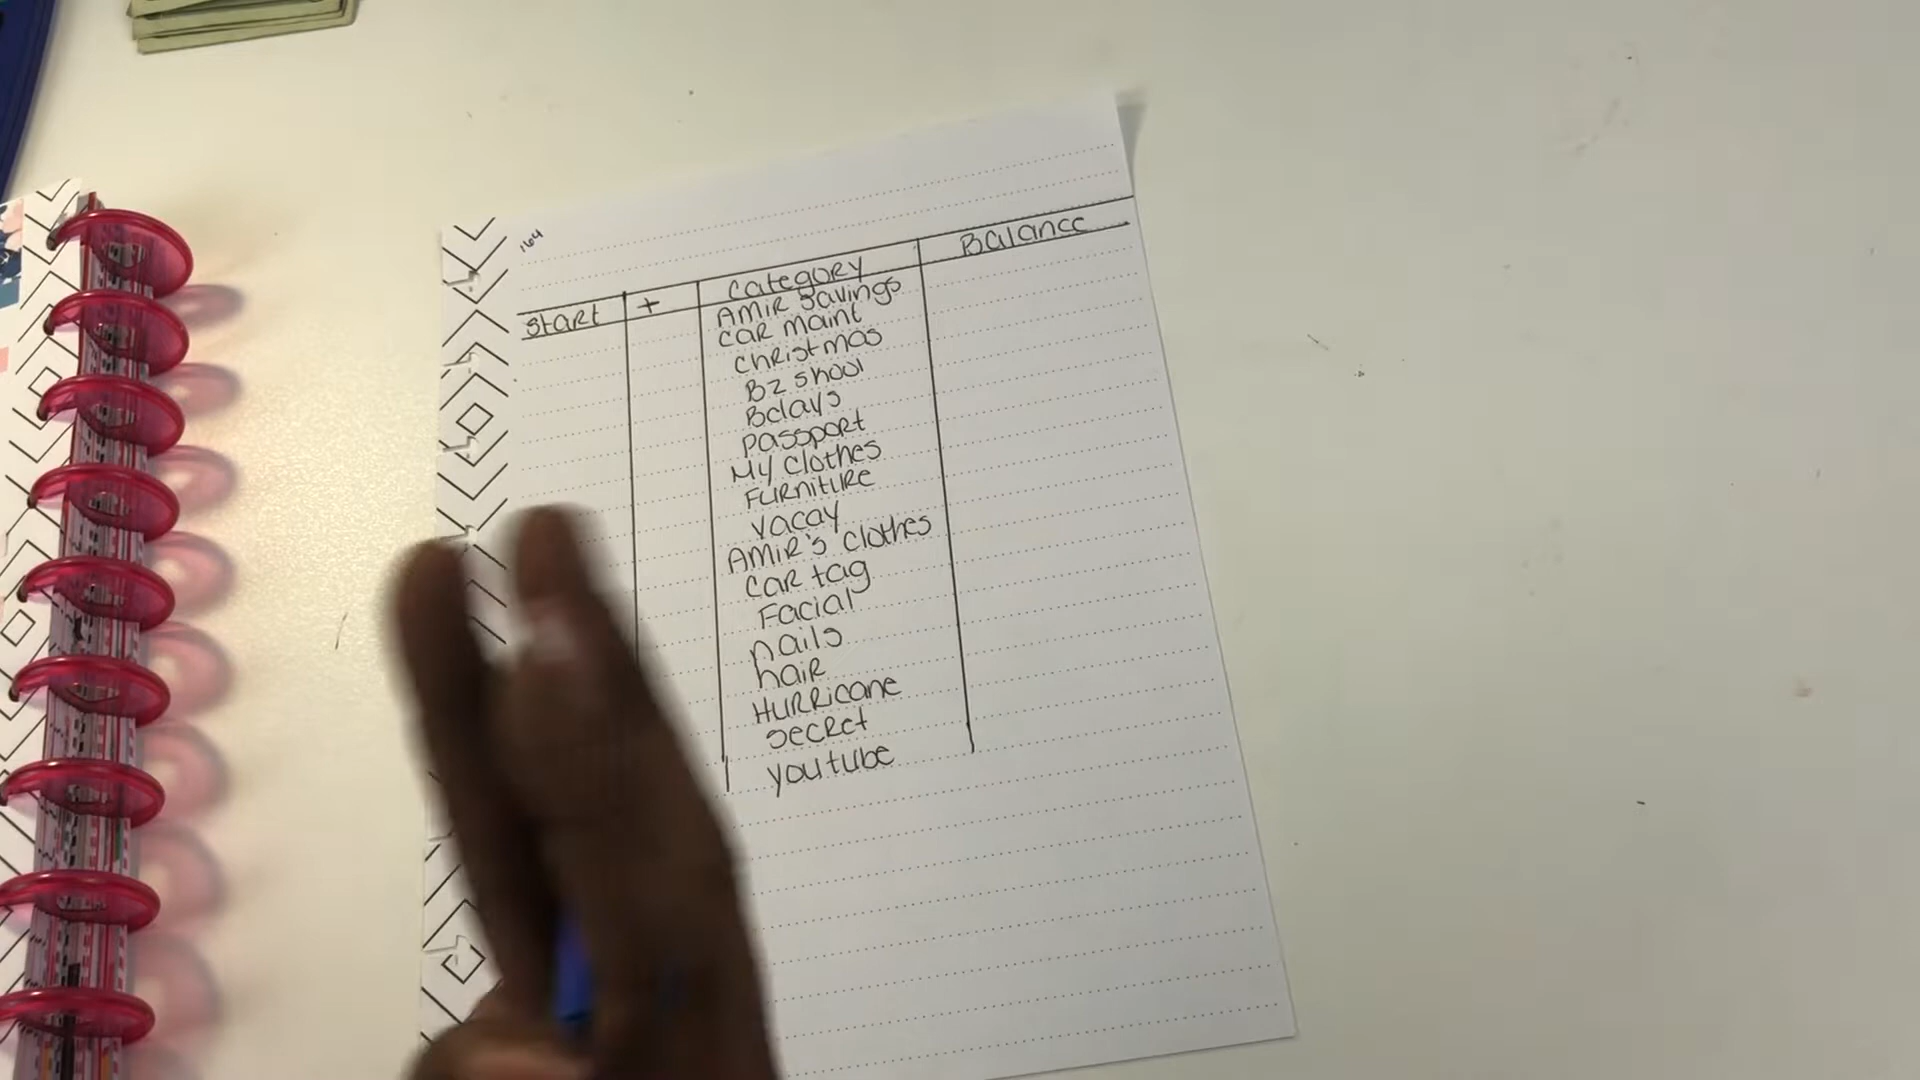 164
Start + Category Balance
Amir Savings
Car maint
Christmas
Bz shool
Bclays
Passport
My clothes
Furniture
Vacay
Amir's clothes
Car tag
Facial
nails
hair
Hurricane
Secret
youtube